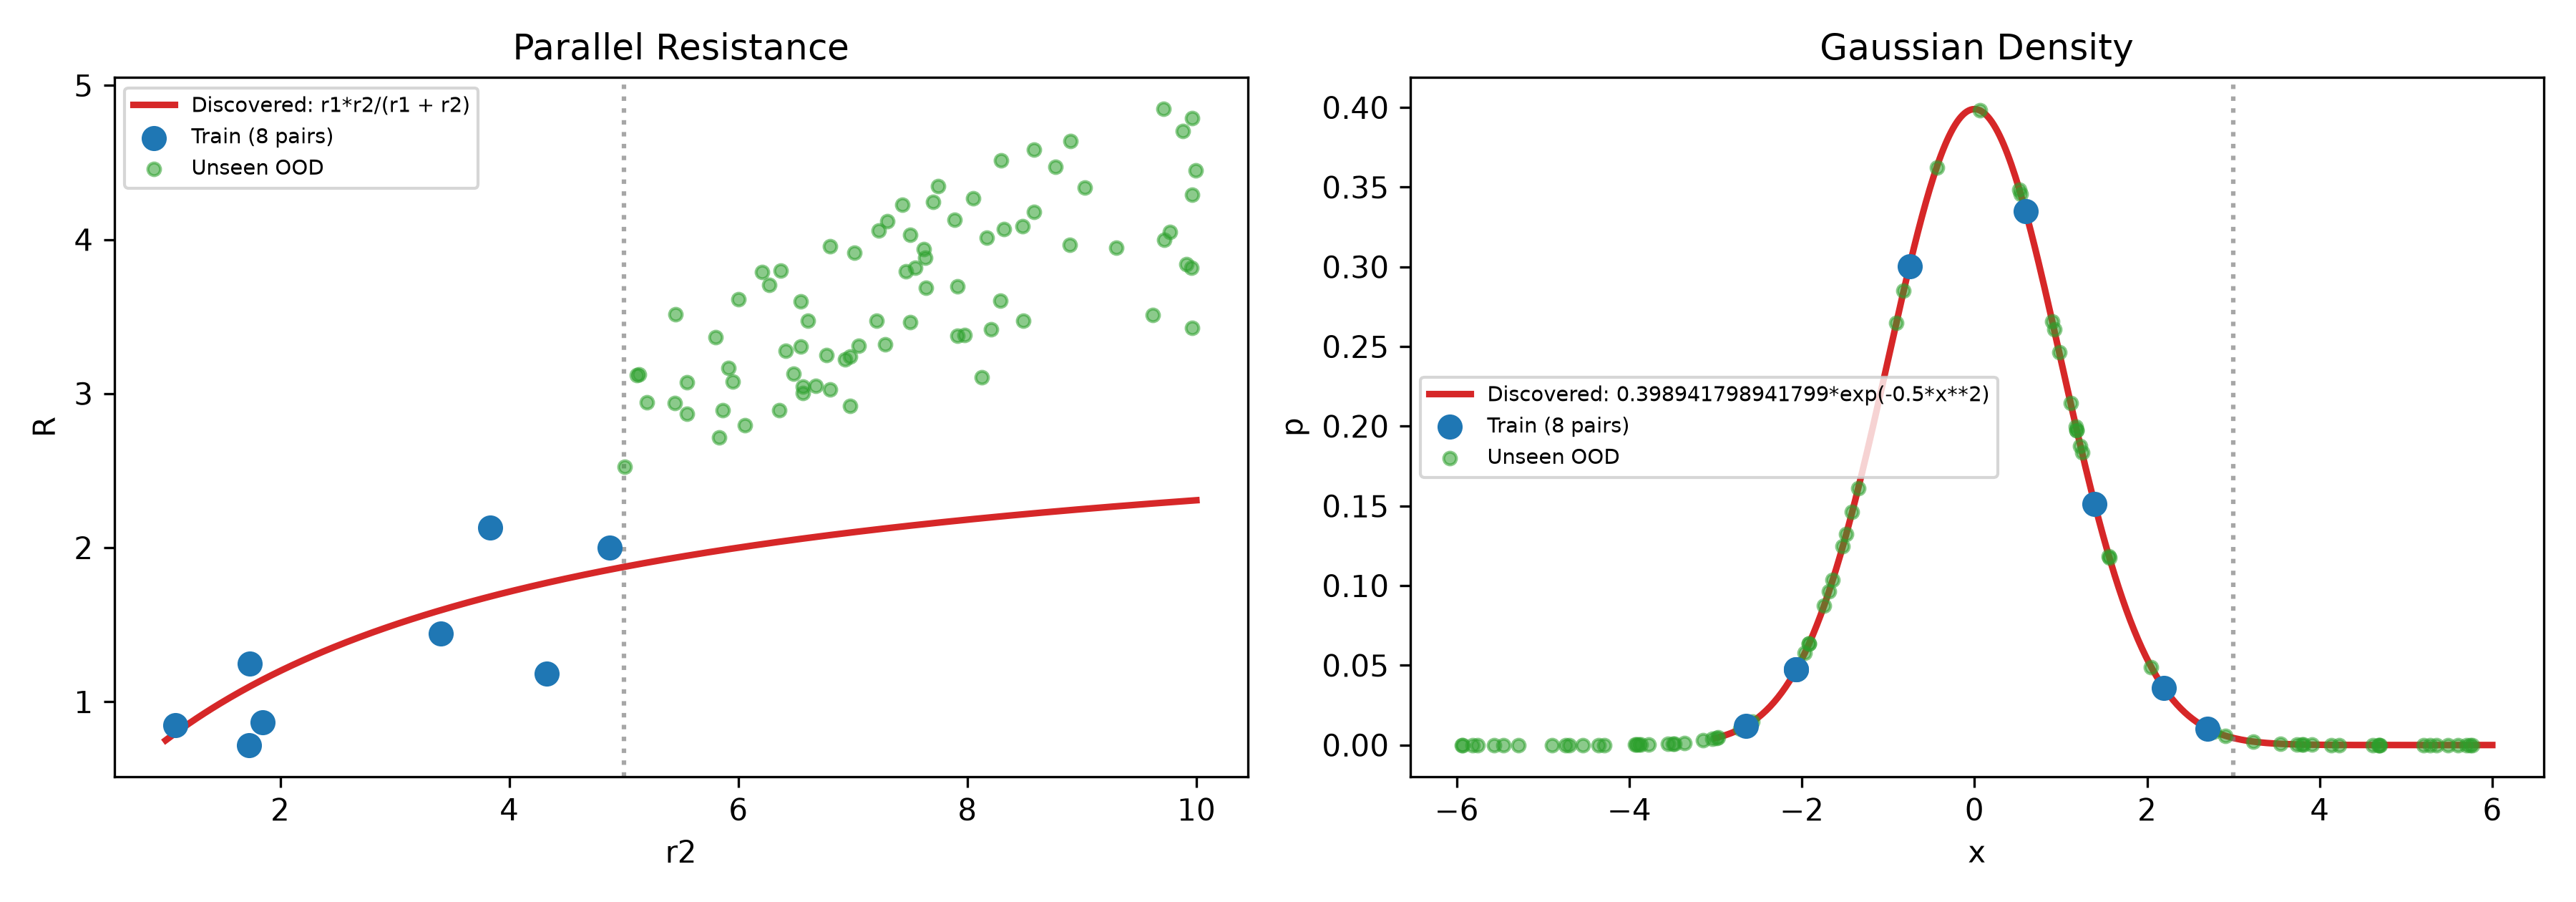 Parallel Resistance
5
4
3
2
1
R
Discovered: r1*r2/(r1 + r2)
Train (8 pairs)
Unseen OOD
2
4
6
8
10
r2
Gaussian Density
0.40
0.35
0.30
0.25
0.20
0.15
0.10
0.05
0.00
p
Discovered: 0.398941798941799*exp(-0.5*x**2)
Train (8 pairs)
Unseen OOD
−6
−4
−2
0
2
4
6
x